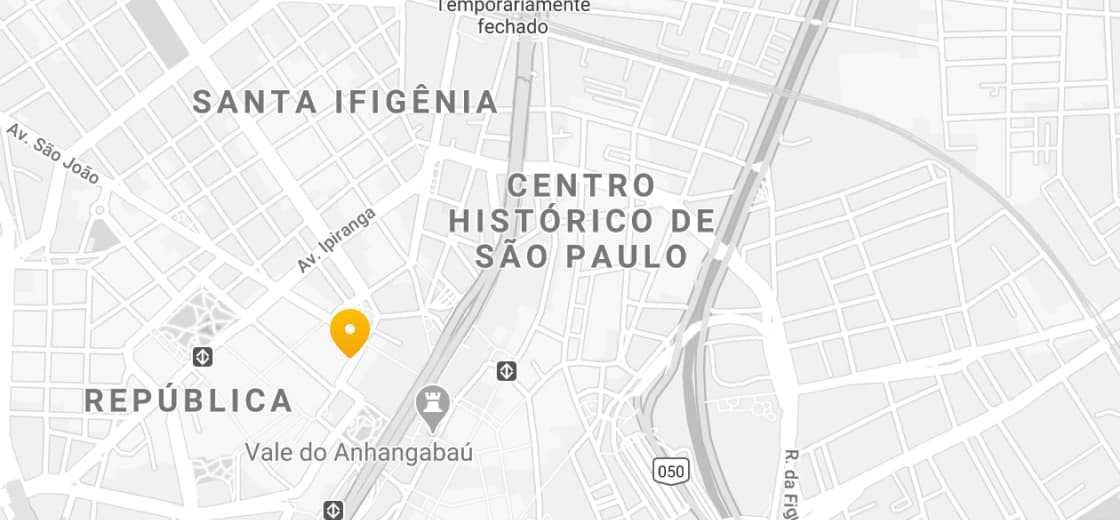 Temporariamente
fechado
SANTA IFIGÊNIA
Av. São João
CENTRO
HISTÓRICO DE
SÃO PAULO
Av. Ipiranga
REPÚBLICA
Vale do Anhangabaú
050
R. da Fig